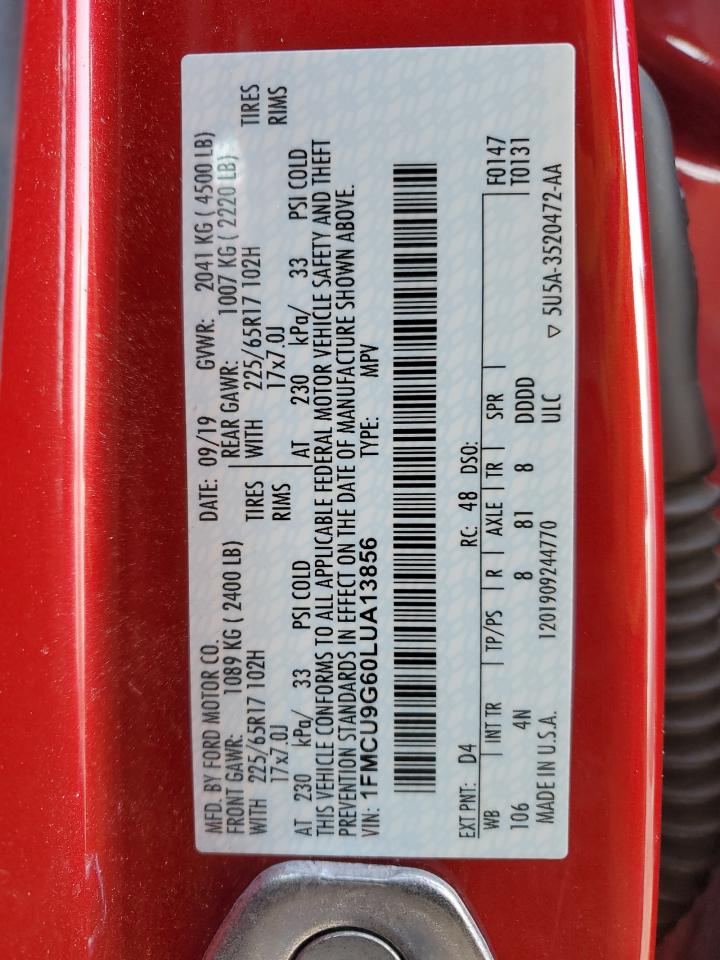 MFD. BY FORD MOTOR CO. DATE: 09/19 GVWR: 2041 KG ( 4500 LB)
FRONT GAWR: 1089 KG ( 2400 LB) REAR GAWR: 1007 KG ( 2220 LB)
WITH 225/65R17 102H TIRES WITH 225/65R17 102H TIRES
17x7.0J RIMS 17x7.0J RIMS
AT 230 kPa/ 33 PSI COLD AT 230 kPa/ 33 PSI COLD
THIS VEHICLE CONFORMS TO ALL APPLICABLE FEDERAL MOTOR VEHICLE SAFETY AND THEFT
PREVENTION STANDARDS IN EFFECT ON THE DATE OF MANUFACTURE SHOWN ABOVE.
VIN: 1FMCU9G60LUA13856 TYPE: MPV
EXT PNT: D4 RC: 48 DSO: F0147
WB INT TR TP/PS R AXLE TR SPR T0131
106 4N 8 81 8 DDDD
MADE IN U.S.A. 1201909244770 ULC ▽ 5U5A-3520472-AA